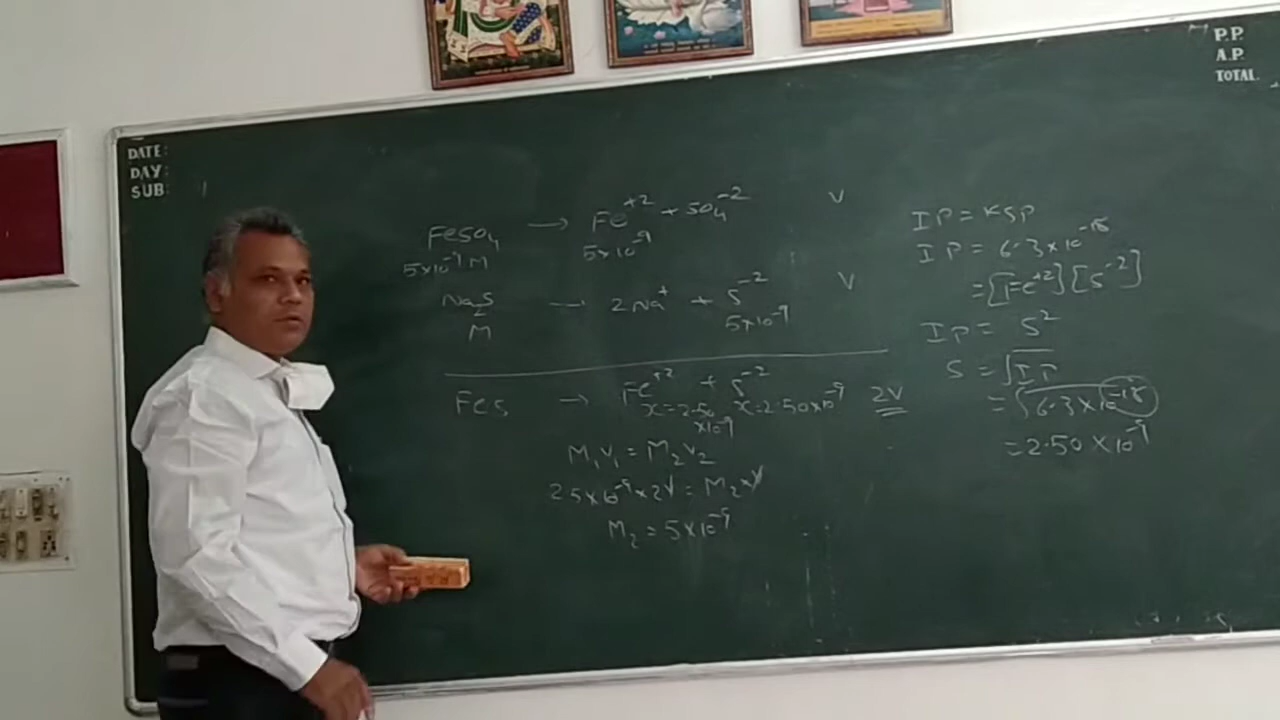 P.P.
A.P.
TOTAL
DATE:
DAY:
SUB:
FeSO₄ → Fe⁺² + SO₄⁻² V
5×10⁻⁹ M 5×10⁻⁹
Na₂S → 2Na⁺ + S⁻² V
M 5×10⁻⁹
FeS → Fe⁺² + S⁻²
x=2.50 ×10⁻⁹ x=2.50×10⁻⁹ 2V
M₁V₁ = M₂V₂
2.5×10⁻⁹×2V = M₂×V
M₂ = 5×10⁻⁹
IP = KSP
IP = 6.3×10⁻¹⁸
= [Fe⁺²][S⁻²]
IP = S²
S = √IP
= √6.3×10⁻¹⁸
= 2.50×10⁻⁹